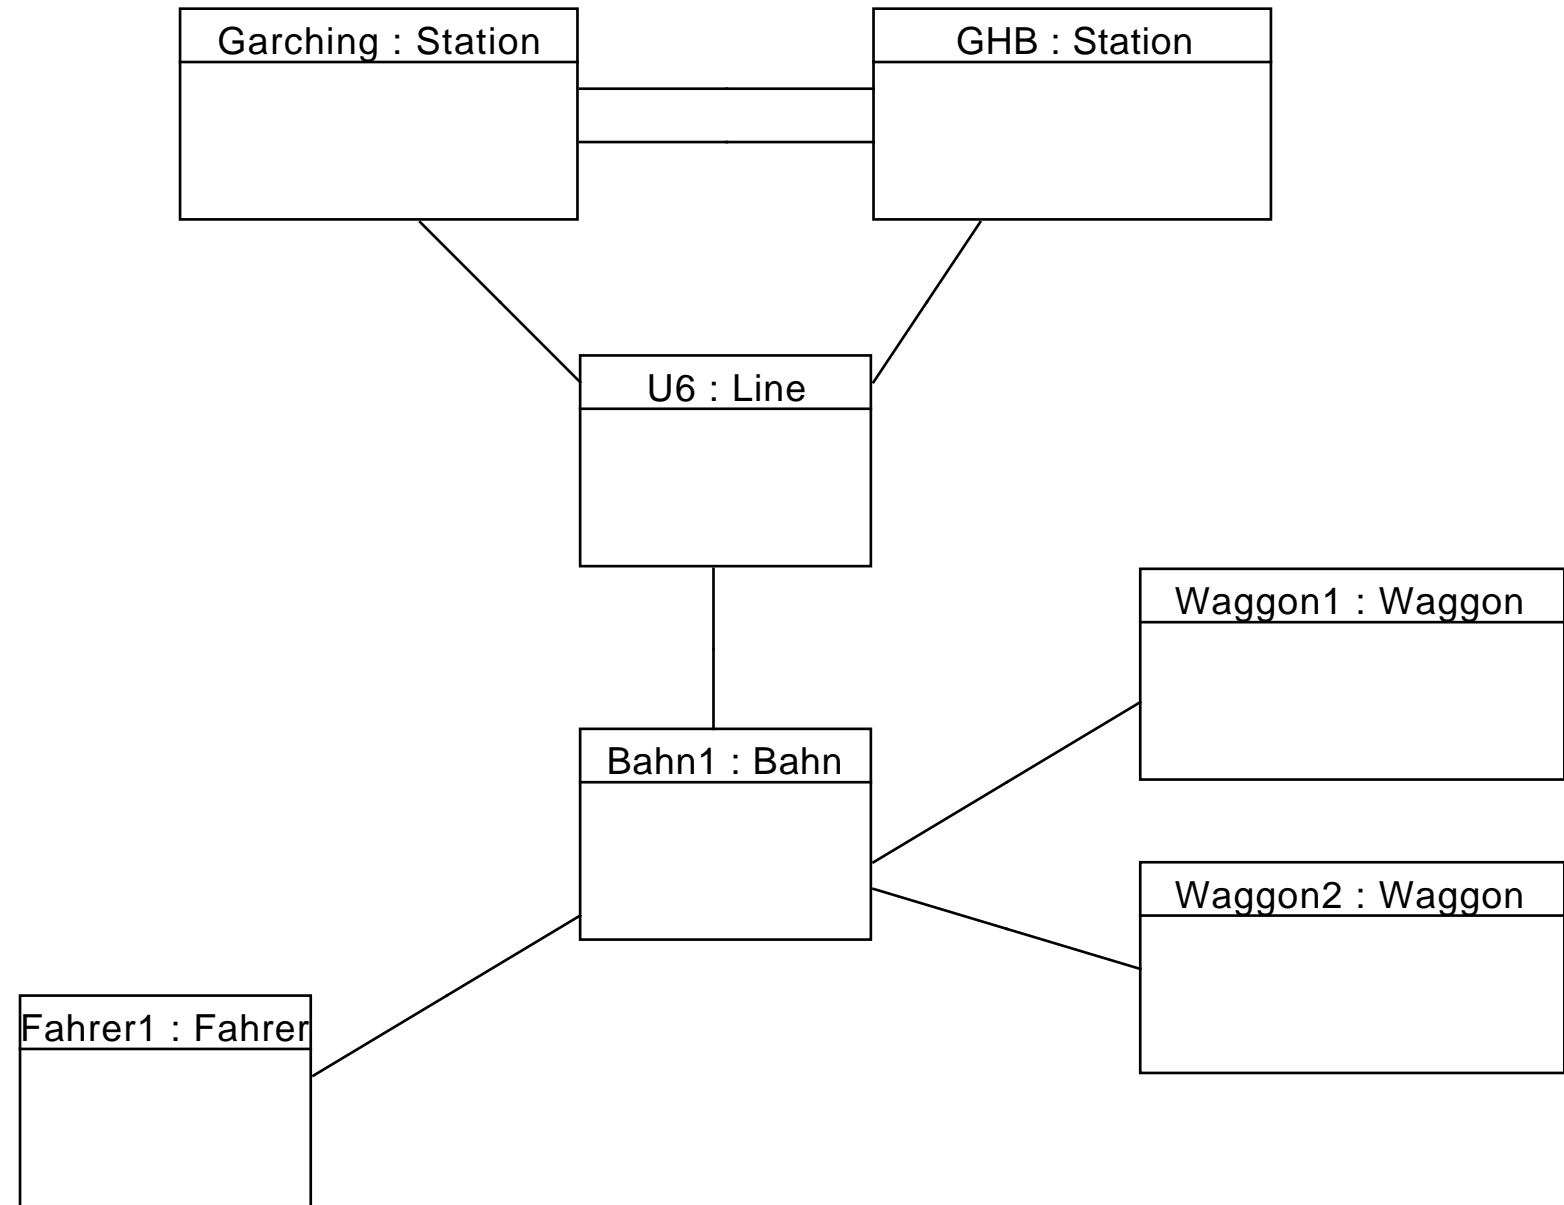 Garching : Station
GHB : Station
U6 : Line
Waggon1 : Waggon
Bahn1 : Bahn
Waggon2 : Waggon
Fahrer1 : Fahrer